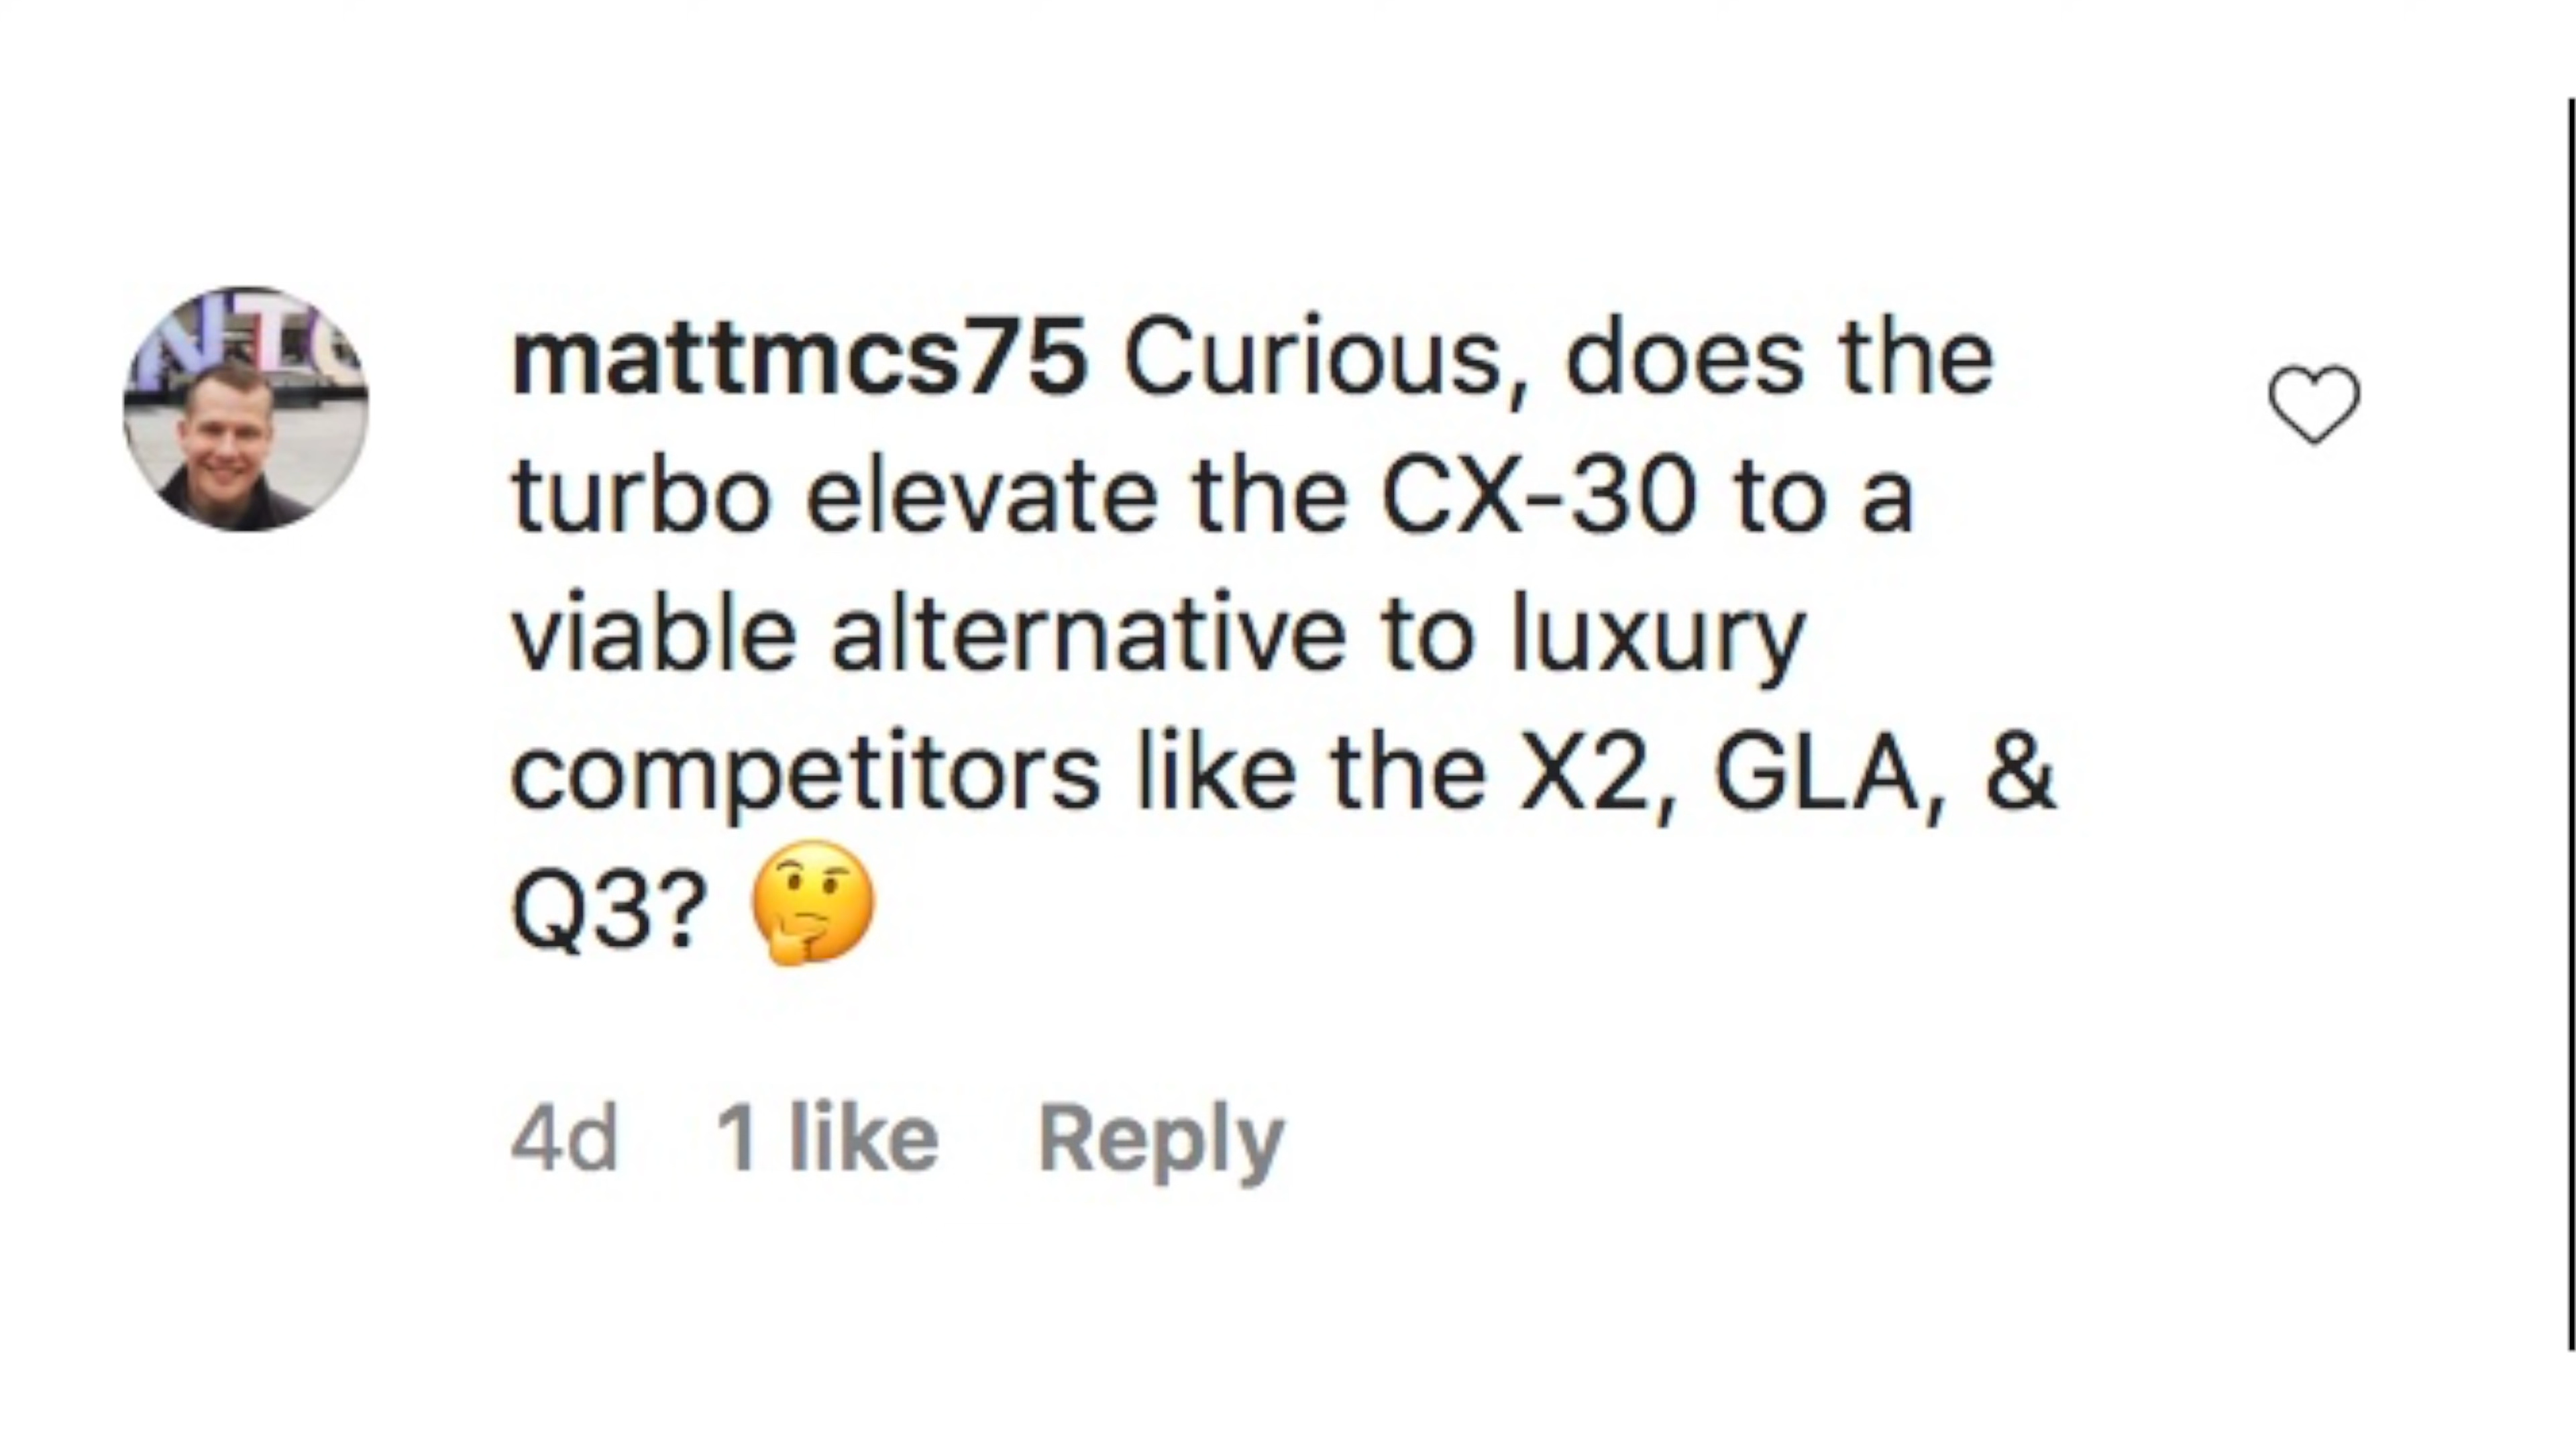 NTO
mattmcs75 Curious, does the
turbo elevate the CX-30 to a
viable alternative to luxury
competitors like the X2, GLA, &
Q3? 🤔
4d 1 like Reply